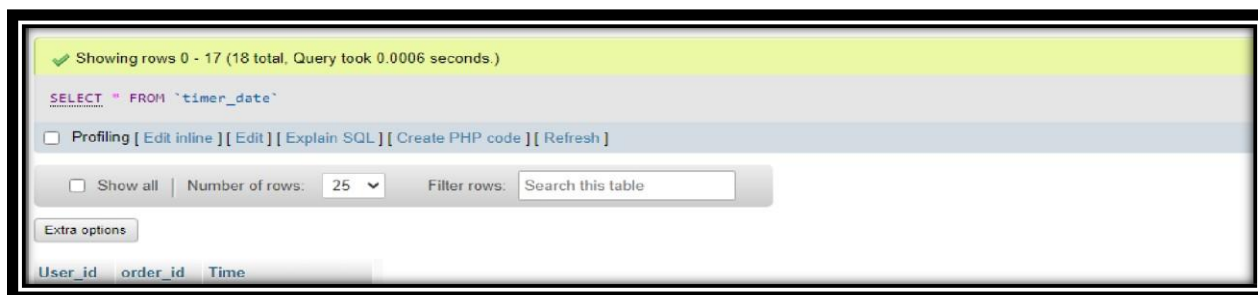 Showing rows 0 - 17 (18 total, Query took 0.0006 seconds.)
SELECT * FROM `timer_date`
Profiling [ Edit inline ] [ Edit ] [ Explain SQL ] [ Create PHP code ] [ Refresh ]
Show all | Number of rows: 25 Filter rows: Search this table
Extra options
User_id order_id Time